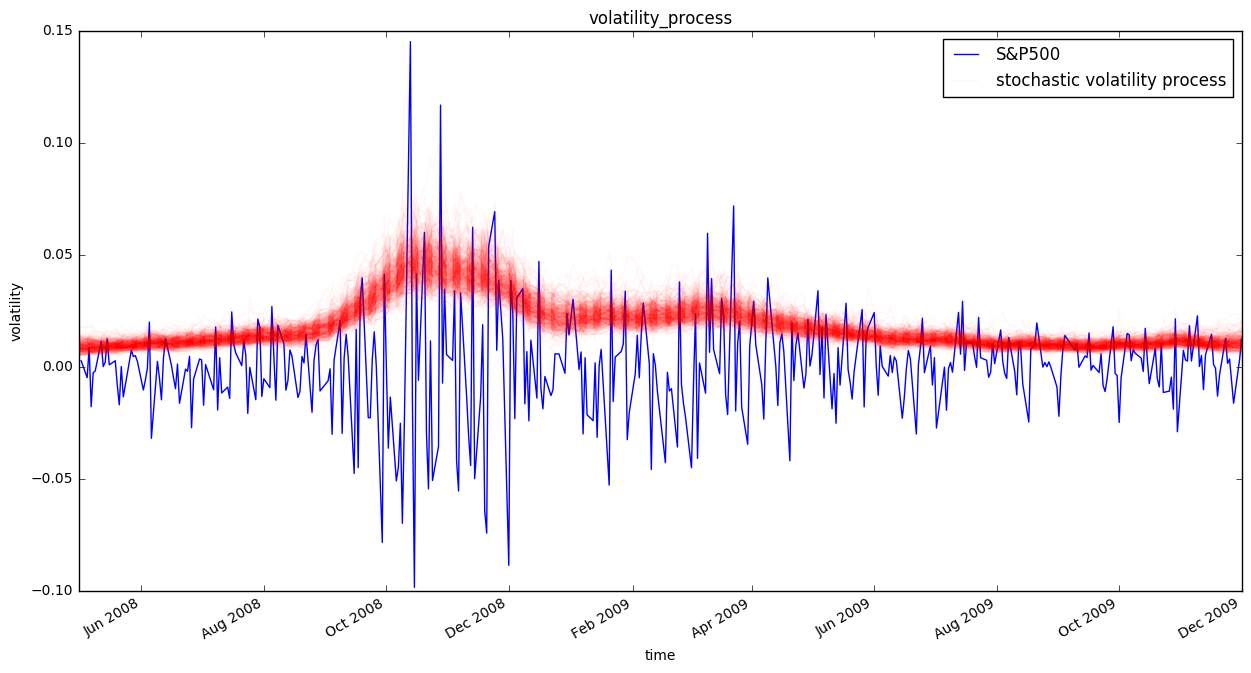 volatility_process
S&P500
stochastic volatility process
0.15
0.10
0.05
0.00
−0.05
−0.10
volatility
Jun 2008
Aug 2008
Oct 2008
Dec 2008
Feb 2009
Apr 2009
Jun 2009
Aug 2009
Oct 2009
Dec 2009
time